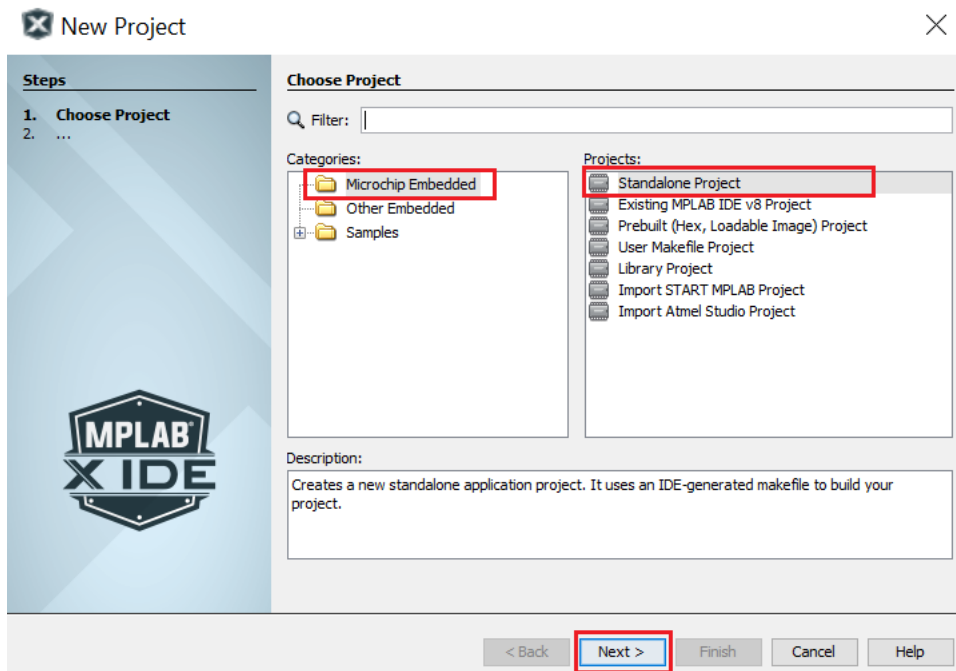 New Project
Steps
1. Choose Project
2. ...
Choose Project
Filter:
Categories:
Microchip Embedded
Other Embedded
Samples
Projects:
Standalone Project
Existing MPLAB IDE v8 Project
Prebuilt (Hex, Loadable Image) Project
User Makefile Project
Library Project
Import START MPLAB Project
Import Atmel Studio Project
MPLAB®
X IDE
Description:
Creates a new standalone application project. It uses an IDE-generated makefile to build your
project.
< Back
Next >
Finish
Cancel
Help